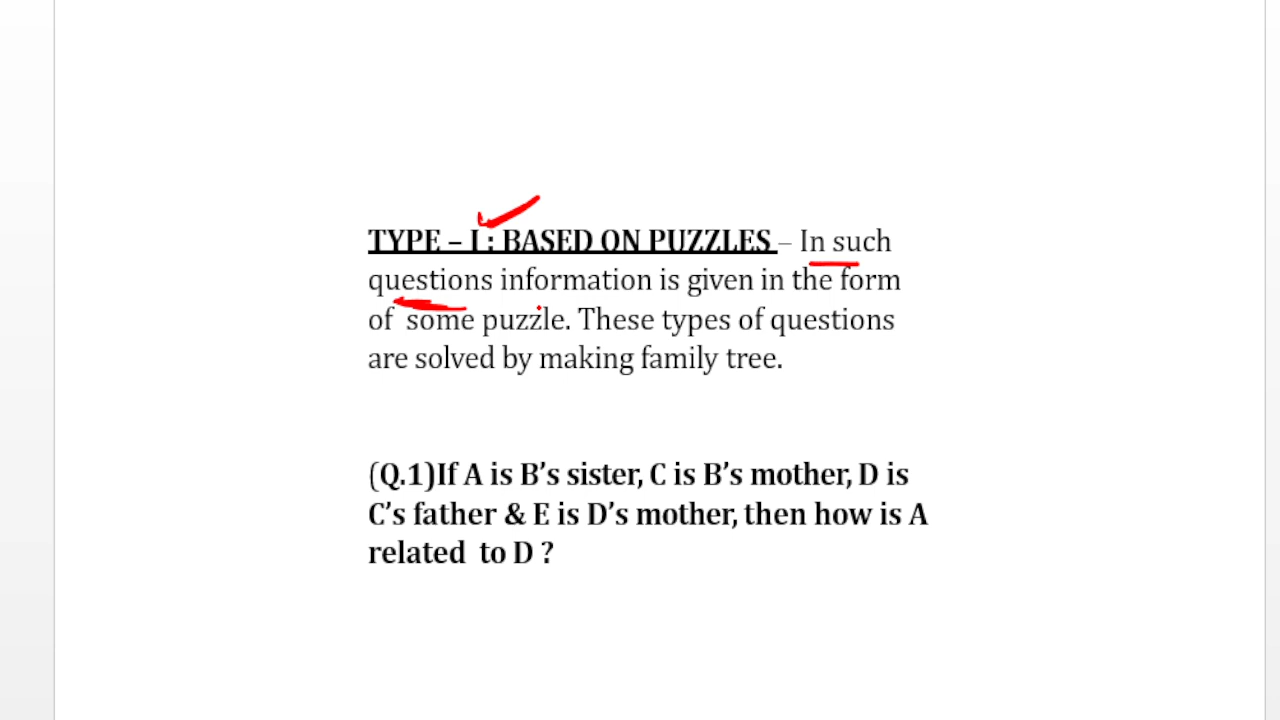 TYPE – I : BASED ON PUZZLES – In such
questions information is given in the form
of some puzzle. These types of questions
are solved by making family tree.
(Q.1)If A is B’s sister, C is B’s mother, D is
C’s father & E is D’s mother, then how is A
related to D ?